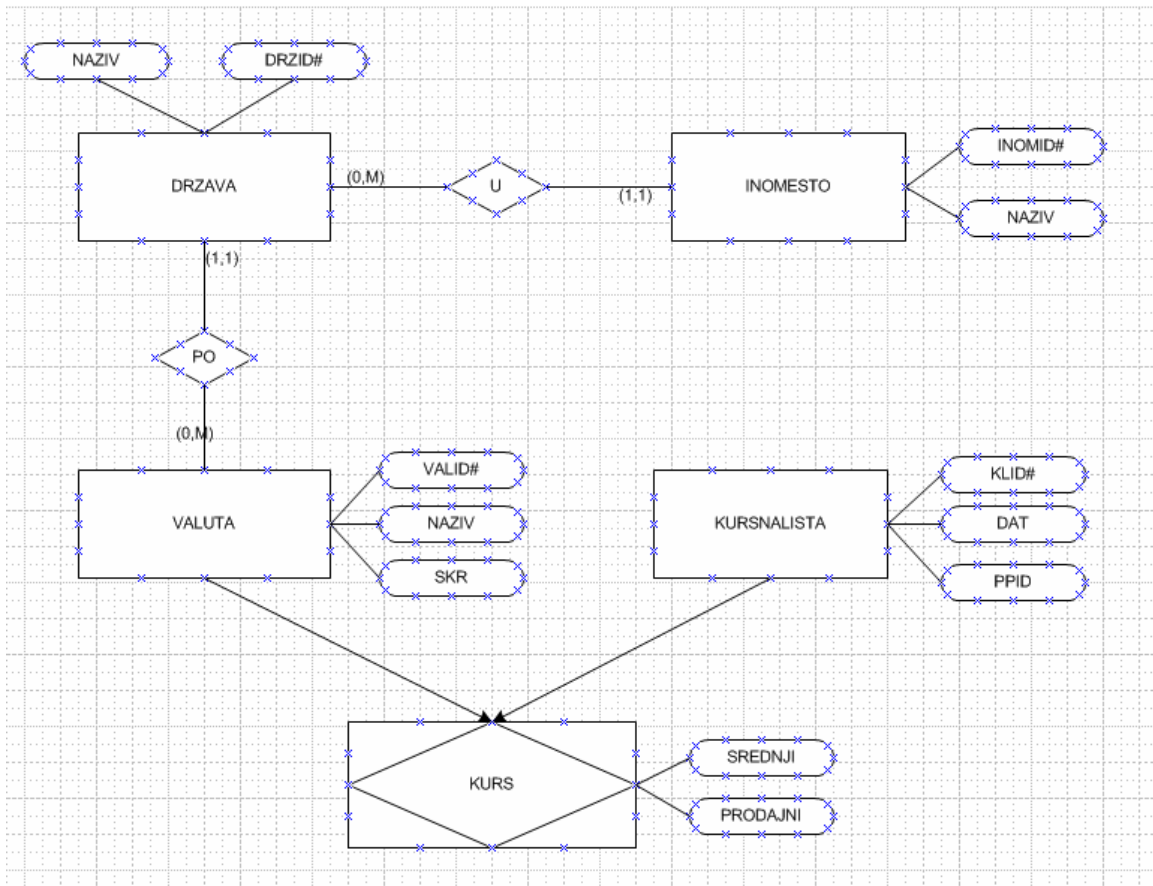 NAZIV
DRZID#
DRZAVA
(0,M)
U
(1,1)
INOMESTO
INOMID#
NAZIV
(1,1)
PO
(0,M)
VALUTA
VALID#
NAZIV
SKR
KURSNALISTA
KLID#
DAT
PPID
KURS
SREDNJI
PRODAJNI